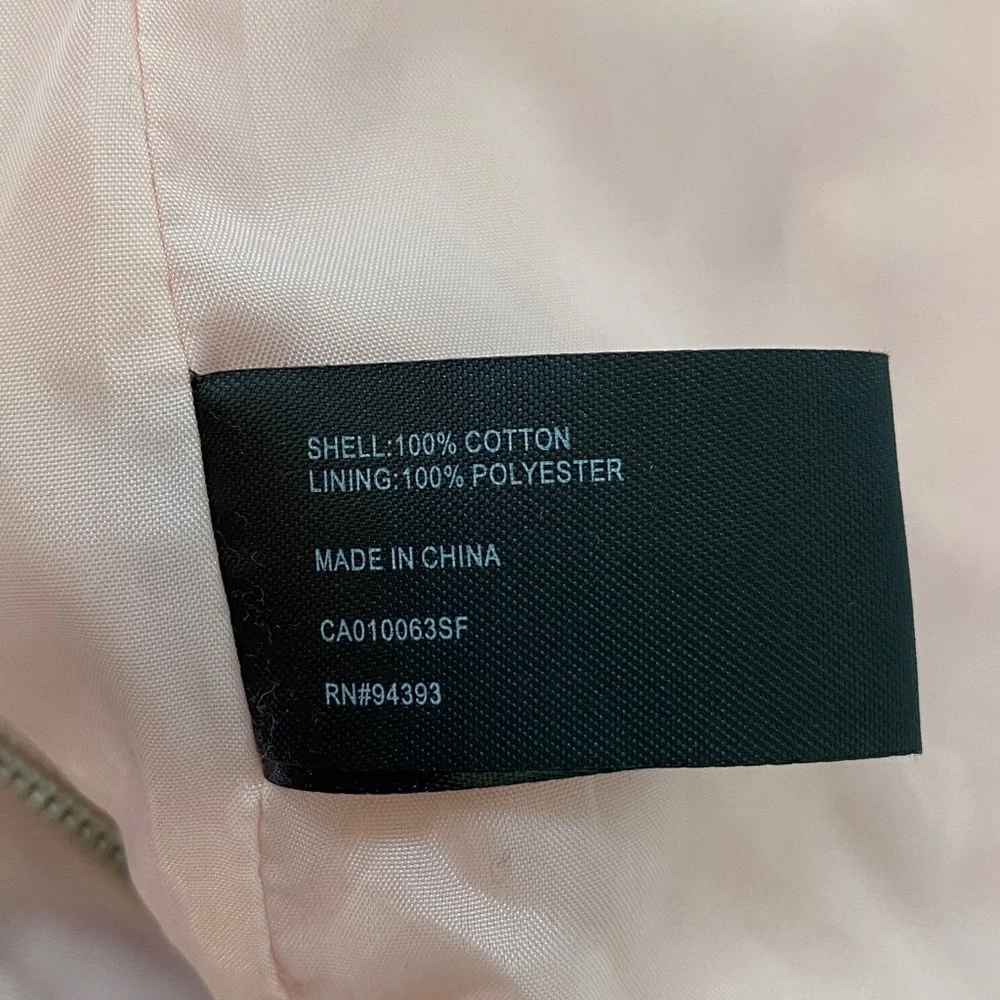 SHELL:100% COTTON
LINING:100% POLYESTER
MADE IN CHINA
CA010063SF
RN#94393